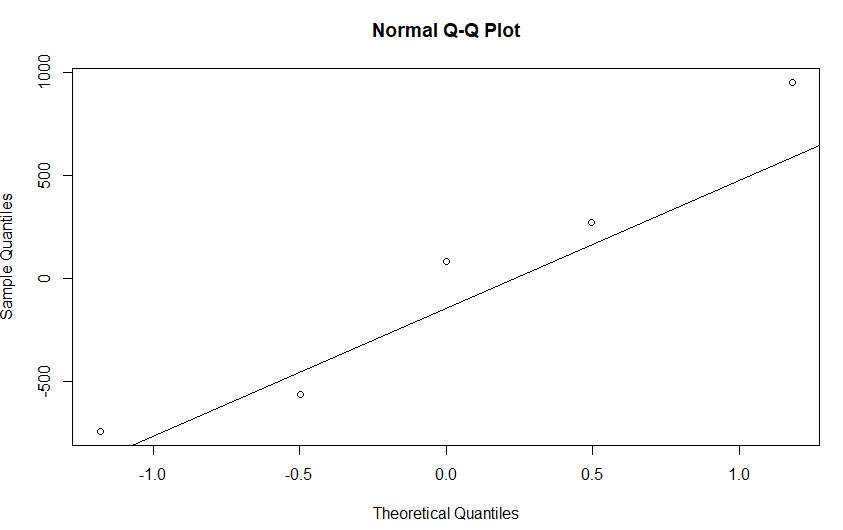 Normal Q-Q Plot
Sample Quantiles
1000
500
0
-500
-1.0 -0.5 0.0 0.5 1.0
Theoretical Quantiles